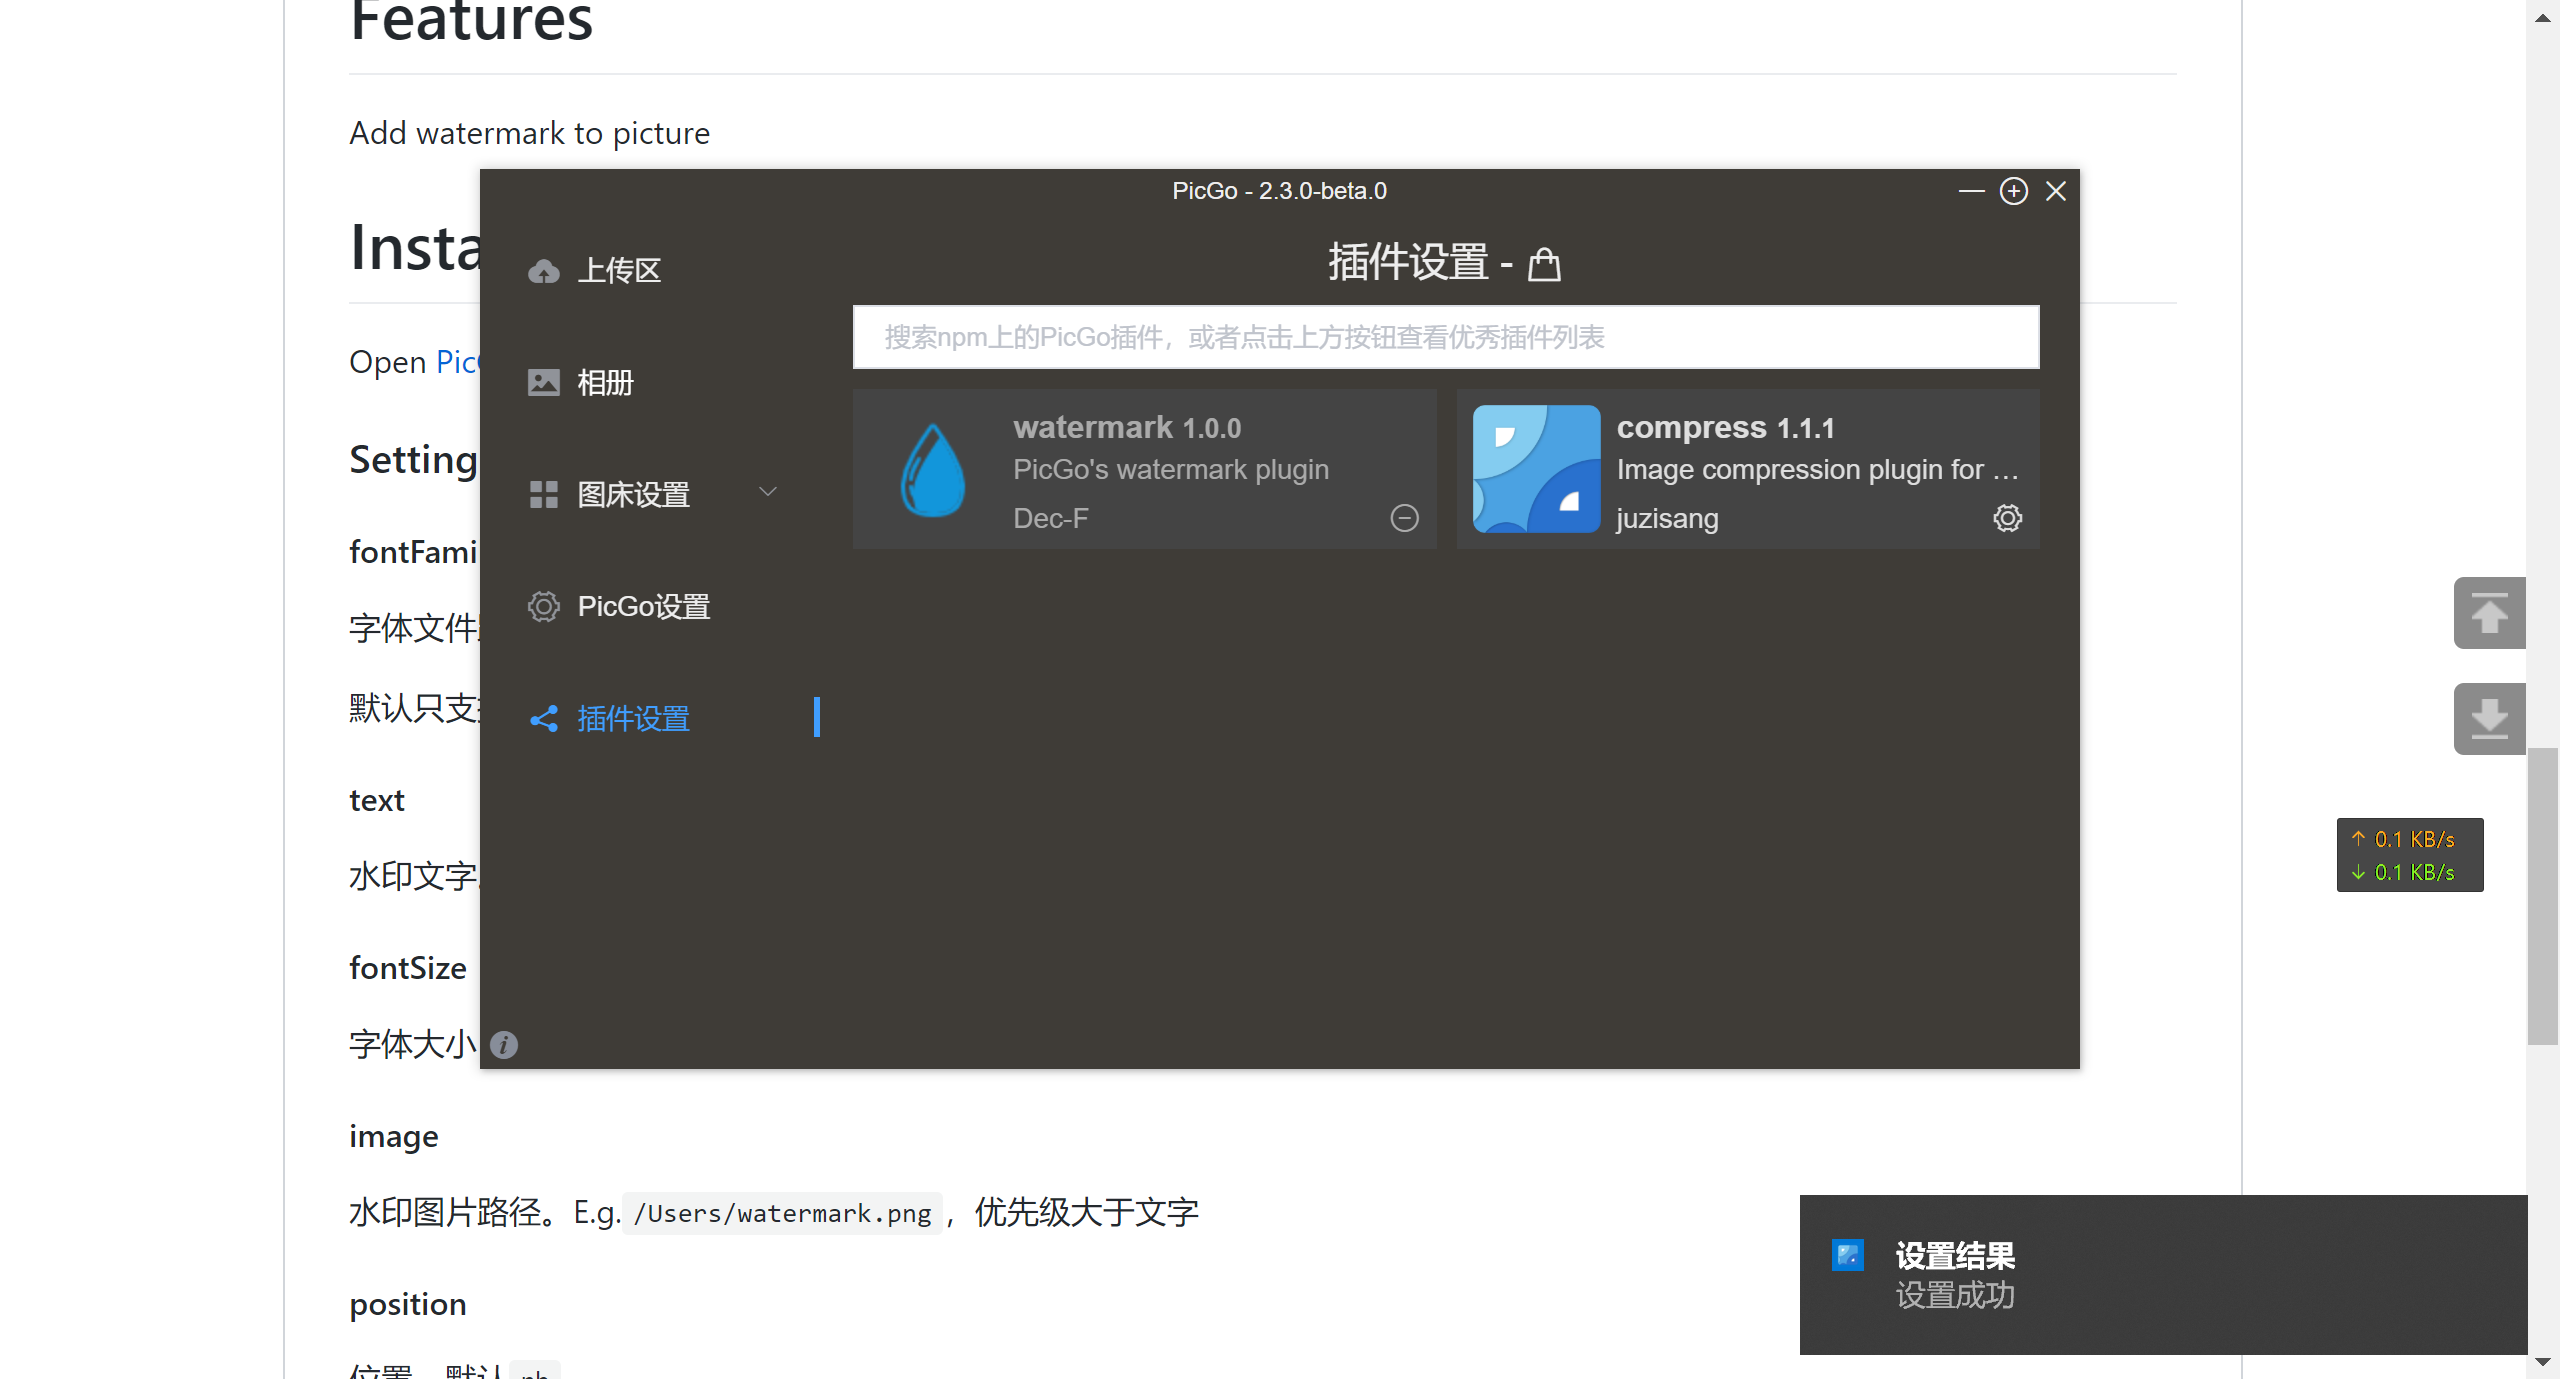 Features
Add watermark to picture
PicGo - 2.3.0-beta.0
Insta
Open Pic
Setting
fontFami
字体文件
默认只支
text
水印文字
fontSize
字体大小
上传区
相册
图床设置
PicGo设置
插件设置
插件设置 -
搜索npm上的PicGo插件，或者点击上方按钮查看优秀插件列表
watermark 1.0.0
PicGo's watermark plugin
Dec-F
compress 1.1.1
Image compression plugin for …
juzisang
↑ 0.1 KB/s
↓ 0.1 KB/s
image
水印图片路径。E.g. /Users/watermark.png ，优先级大于文字
position
位置，默认 rb
设置结果
设置成功